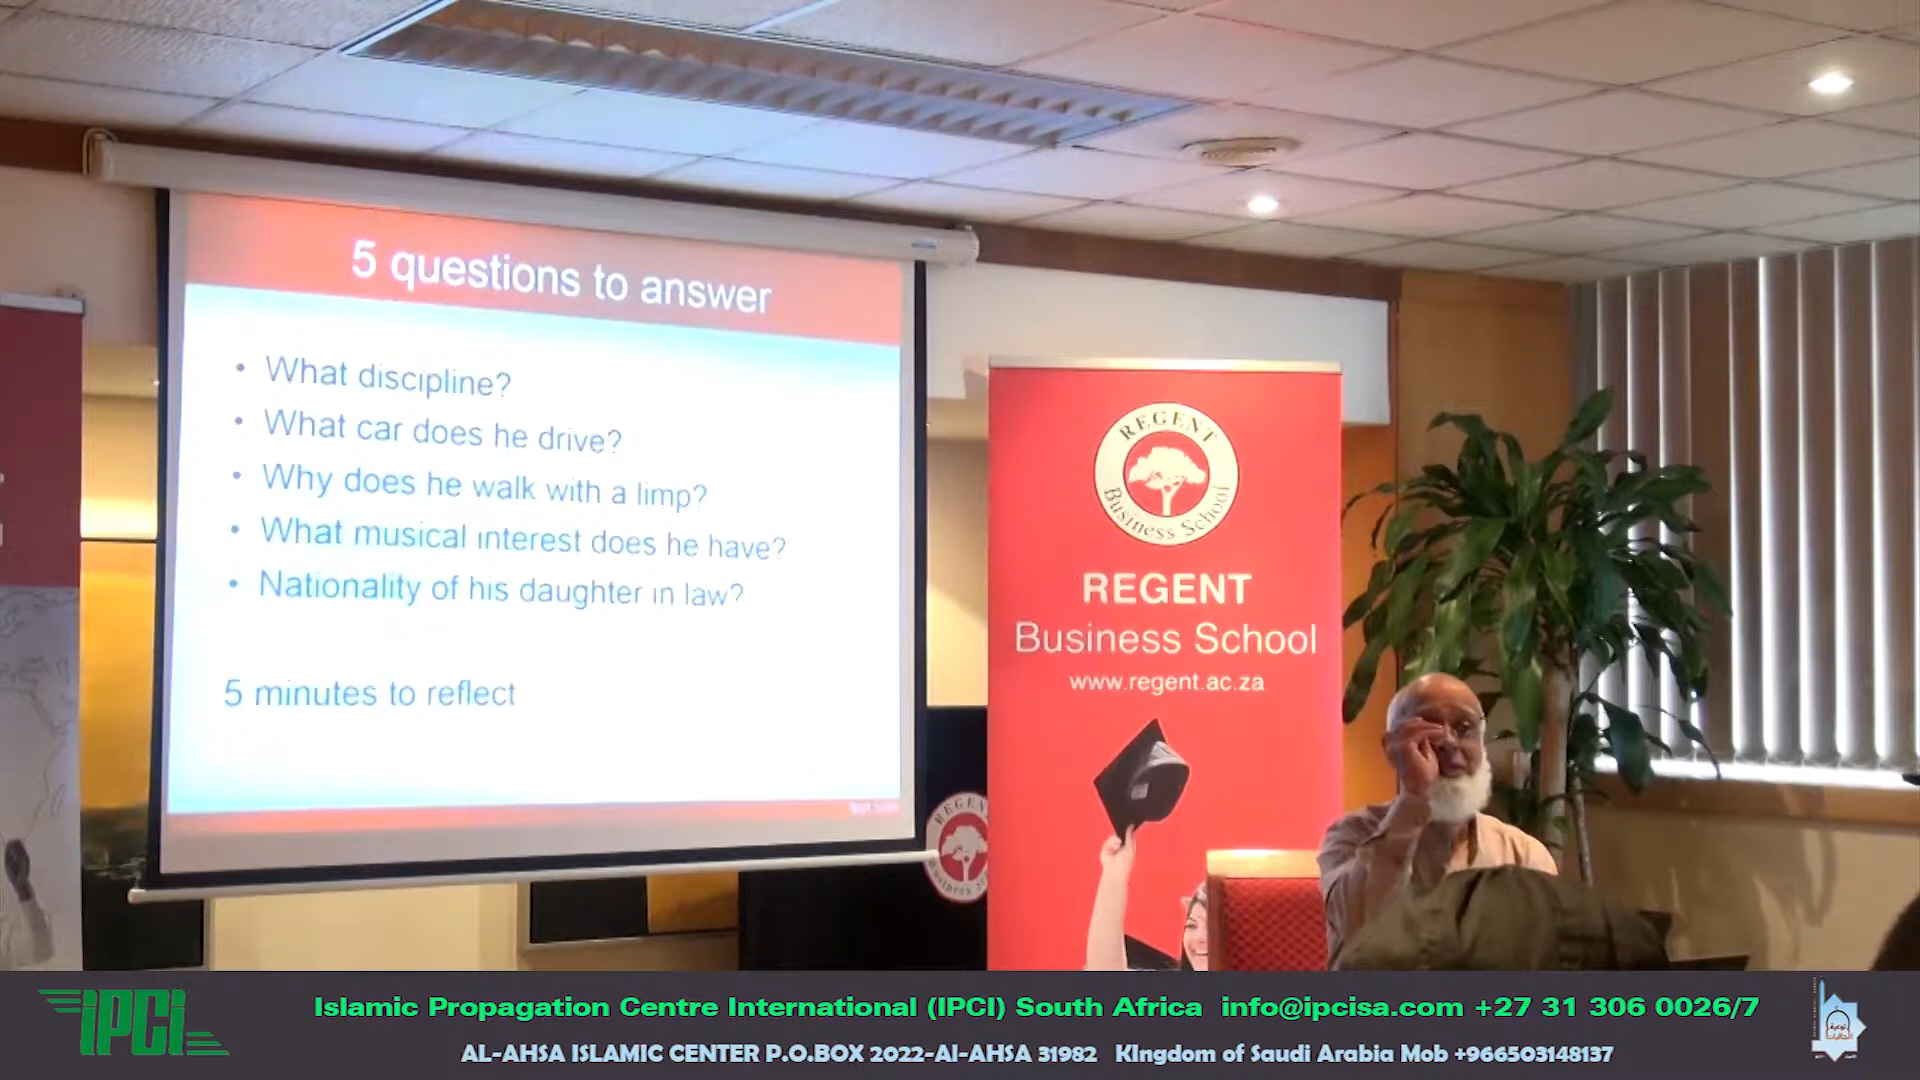 5 questions to answer
• What discipline?
• What car does he drive?
• Why does he walk with a limp?
• What musical interest does he have?
• Nationality of his daughter in law?
5 minutes to reflect
REGENT
Business School
REGENT
Business School
www.regent.ac.za
REGENT
IPCI
Islamic Propagation Centre International (IPCI) South Africa info@ipcisa.com +27 31 306 0026/7
AL-AHSA ISLAMIC CENTER P.O.BOX 2022-Al-AHSA 31982 KIngdom of Saudi Arabia Mob +966503148137